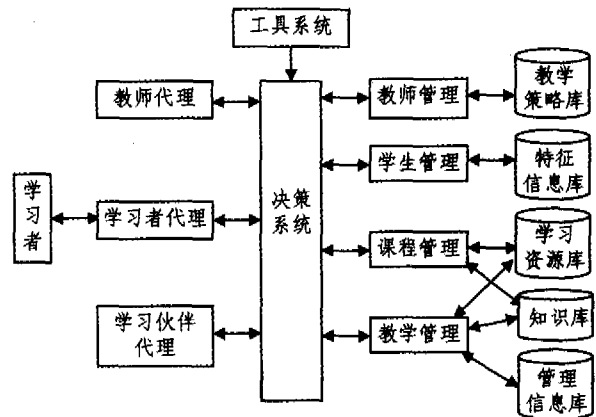 工具系统
教师代理
教师管理
教学
策略库
学生管理
特征
信息库
学习者
学习者代理
决策
系统
课程管理
学习
资源库
学习伙伴
代理
教学管理
知识库
管理
信息库